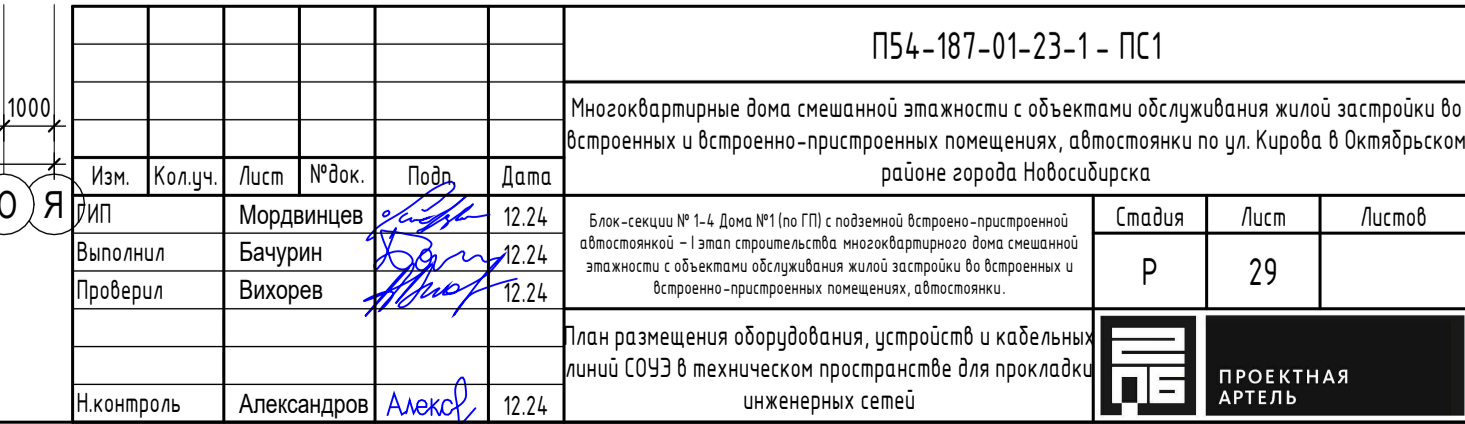 П54-187-01-23-1 - ПС1
1000
Многоквартирные дома смешанной этажности с объектами обслуживания жилой застройки во
встроенных и встроенно-пристроенных помещениях, автостоянки по ул. Кирова в Октябрьском
районе города Новосибирска
Изм. Кол.уч. Лист №док. Подп. Дата
Ю Я
ГИП Мордвинцев 12.24
Выполнил Бачурин 12.24
Проверил Вихорев 12.24
Блок-секции № 1-4 Дома №1 (по ГП) с подземной встроено-пристроенной
автостоянкой – I этап строительства многоквартирного дома смешанной
этажности с объектами обслуживания жилой застройки во встроенных и
встроенно-пристроенных помещениях, автостоянки.
Стадия Лист Листов
Р 29
План размещения оборудования, устройств и кабельных
линий СОУЭ в техническом пространстве для прокладки
инженерных сетей
Н.контроль Александров Алекс 12.24
ПБ
ПРОЕКТНАЯ
АРТЕЛЬ